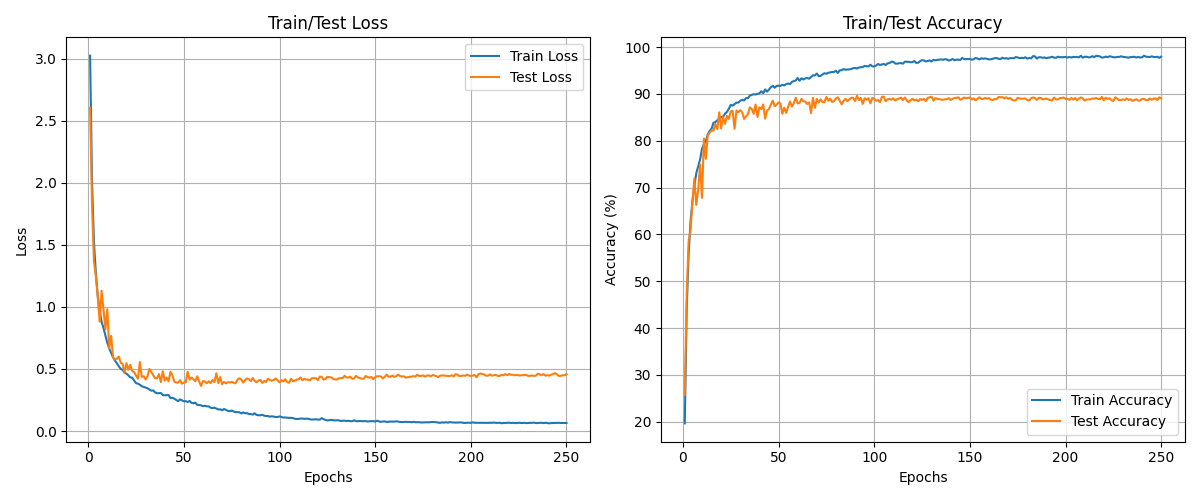 Train/Test Loss
Train Loss
Test Loss
3.0
2.5
2.0
1.5
1.0
0.5
0.0
Loss
0
50
100
150
200
250
Epochs
Train/Test Accuracy
100
90
80
70
60
50
40
30
20
Accuracy (%)
Train Accuracy
Test Accuracy
0
50
100
150
200
250
Epochs